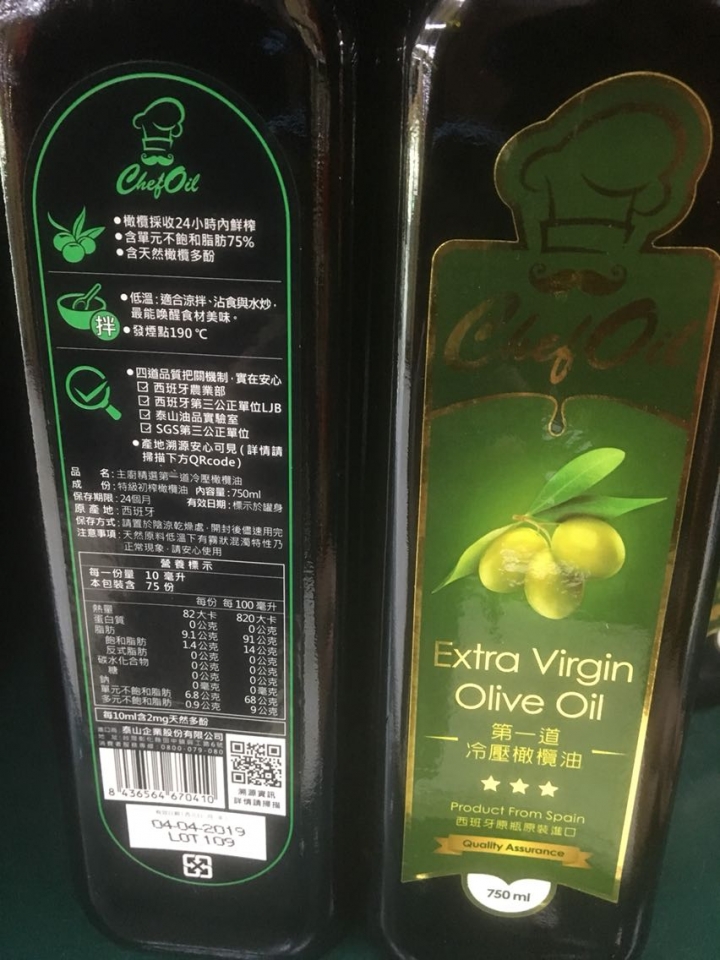 ChefOil
•橄欖採收24小時內鮮榨
•含單元不飽和脂肪75%
•含天然橄欖多酚
•低溫:適合涼拌、沾食與水炒,
最能喚醒食材美味。
拌
•發煙點190℃
•四道品質把關機制,實在安心
☑ 西班牙農業部
☑ 西班牙第三公正單位LJB
☑ 泰山油品實驗室
☑ SGS第三公正單位
•產地溯源安心可見(詳情請
掃描下方QRcode)
品 名:主廚精選第一道冷壓橄欖油
成 份:特級初榨橄欖油 內容量:750ml
保存期限:24個月 有效日期:標示於罐身
原產地:西班牙
保存方式:請置於陰涼乾燥處,開封後儘速用完
注意事項:天然原料低溫下有霧狀混濁特性乃
正常現象,請安心使用
營養標示
每一份量 10 毫升
本包裝含 75 份
每份 每100毫升
熱量 82大卡 820大卡
蛋白質 0公克 0公克
脂肪 9.1公克 91公克
飽和脂肪 1.4公克 14公克
反式脂肪 0公克 0公克
碳水化合物 0公克 0公克
糖 0公克 0公克
鈉 0毫克 0毫克
單元不飽和脂肪 6.8公克 68公克
多元不飽和脂肪 0.9公克 9公克
每10ml含2mg天然多酚
進口商 泰山企業股份有限公司
消費者服務專線:0800-079-080
8 436564 670410
溯源資訊
詳情請掃描
04-04-2019
LOT 109
ChefOil
Extra Virgin
Olive Oil
第一道
冷壓橄欖油
Product From Spain
西班牙原瓶原裝進口
Quality Assurance
750 ml